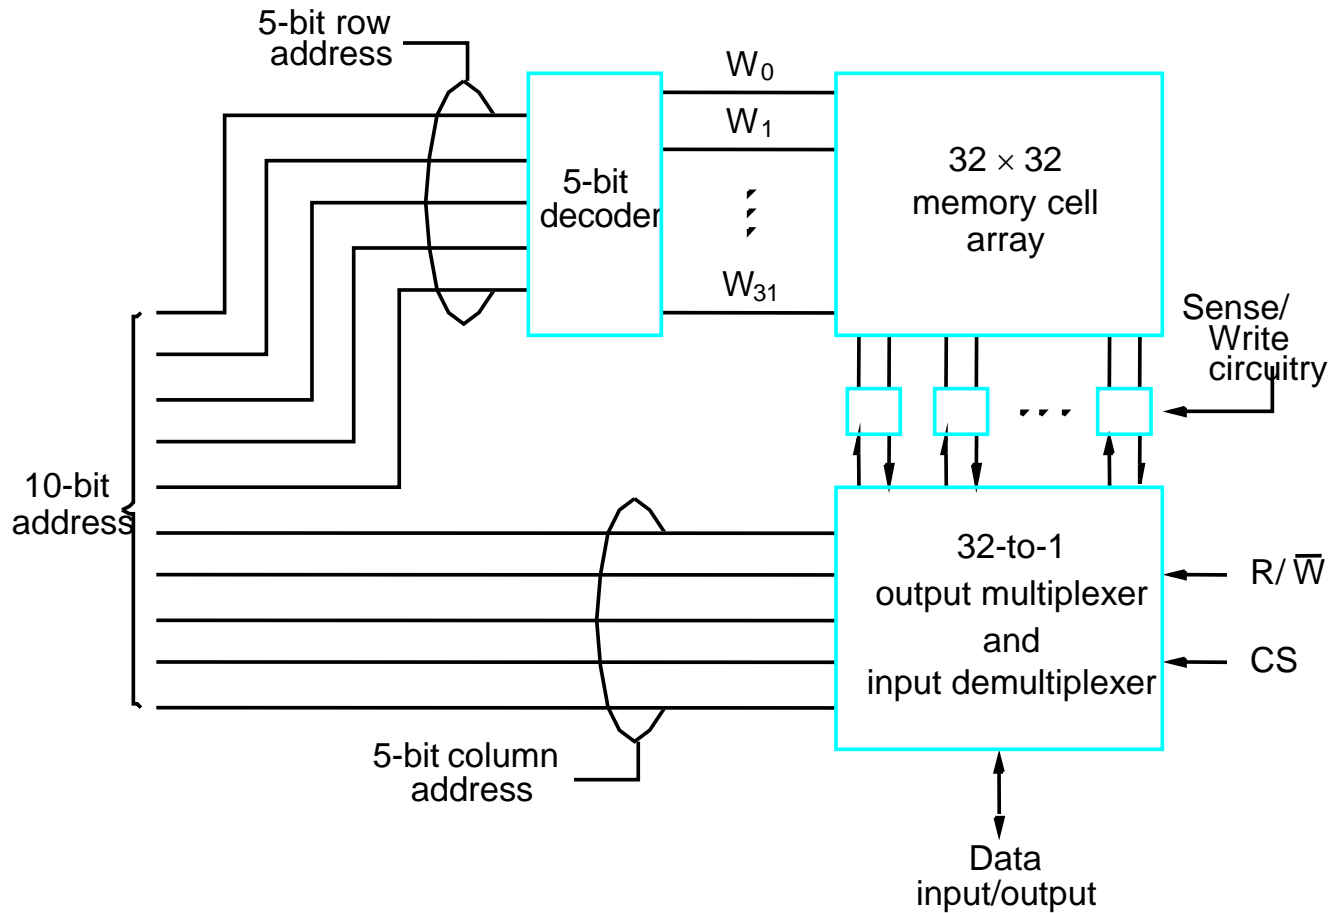 5-bit row
address
W0
W1
5-bit
decoder
32 × 32
memory cell
array
W31
Sense/
Write
circuitry
10-bit
address
32-to-1
output multiplexer
and
input demultiplexer
R/ W̅
CS
5-bit column
address
Data
input/output